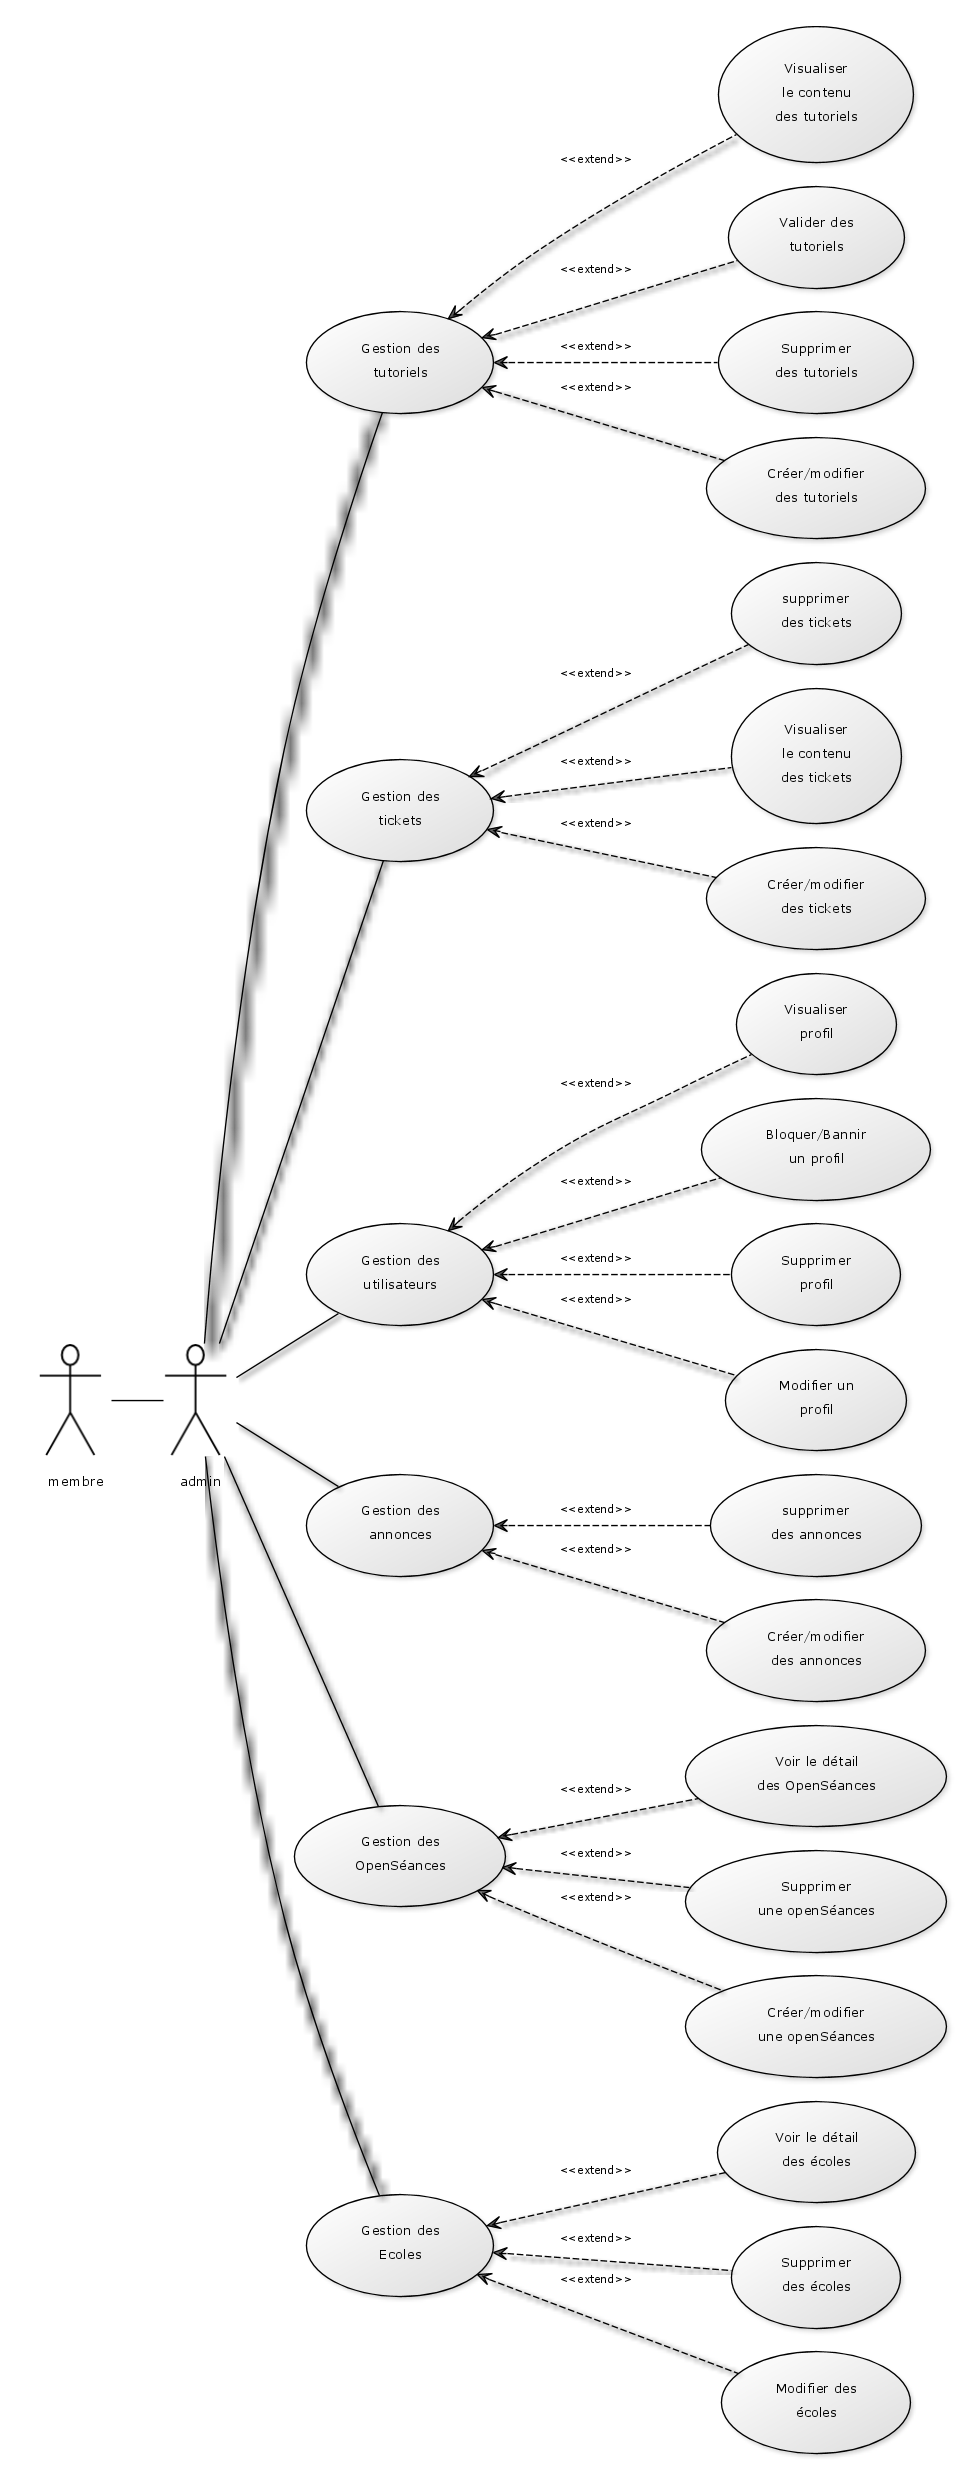 Visualiser
le contenu
des tutoriels
<<extend>>
Valider des
tutoriels
<<extend>>
Gestion des
tutoriels
<<extend>>
Supprimer
des tutoriels
<<extend>>
Créer/modifier
des tutoriels
supprimer
des tickets
<<extend>>
Visualiser
le contenu
des tickets
<<extend>>
Gestion des
tickets
<<extend>>
Créer/modifier
des tickets
Visualiser
profil
<<extend>>
Bloquer/Bannir
un profil
<<extend>>
Gestion des
utilisateurs
<<extend>>
Supprimer
profil
<<extend>>
Modifier un
profil
membre
admin
Gestion des
annonces
<<extend>>
supprimer
des annonces
<<extend>>
Créer/modifier
des annonces
Voir le détail
des OpenSéances
<<extend>>
Gestion des
OpenSéances
<<extend>>
Supprimer
une openSéances
<<extend>>
Créer/modifier
une openSéances
Voir le détail
des écoles
<<extend>>
Gestion des
Ecoles
<<extend>>
Supprimer
des écoles
<<extend>>
Modifier des
écoles